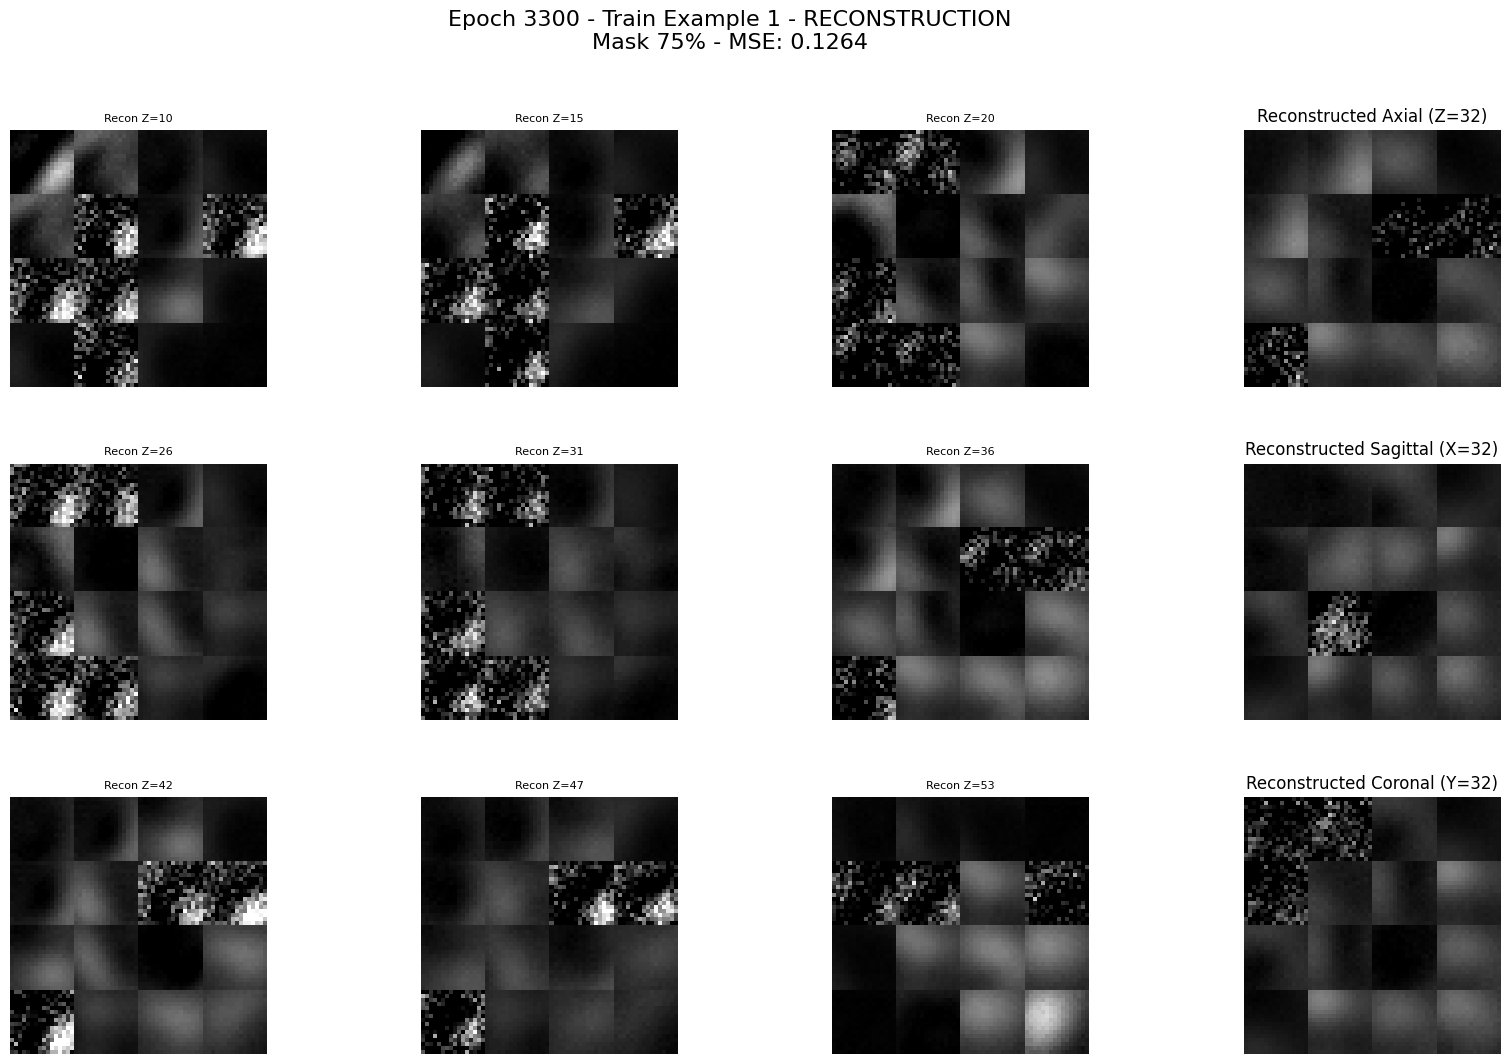 Epoch 3300 - Train Example 1 - RECONSTRUCTION
Mask 75% - MSE: 0.1264
Recon Z=10
Recon Z=15
Recon Z=20
Reconstructed Axial (Z=32)
Recon Z=26
Recon Z=31
Recon Z=36
Reconstructed Sagittal (X=32)
Recon Z=42
Recon Z=47
Recon Z=53
Reconstructed Coronal (Y=32)